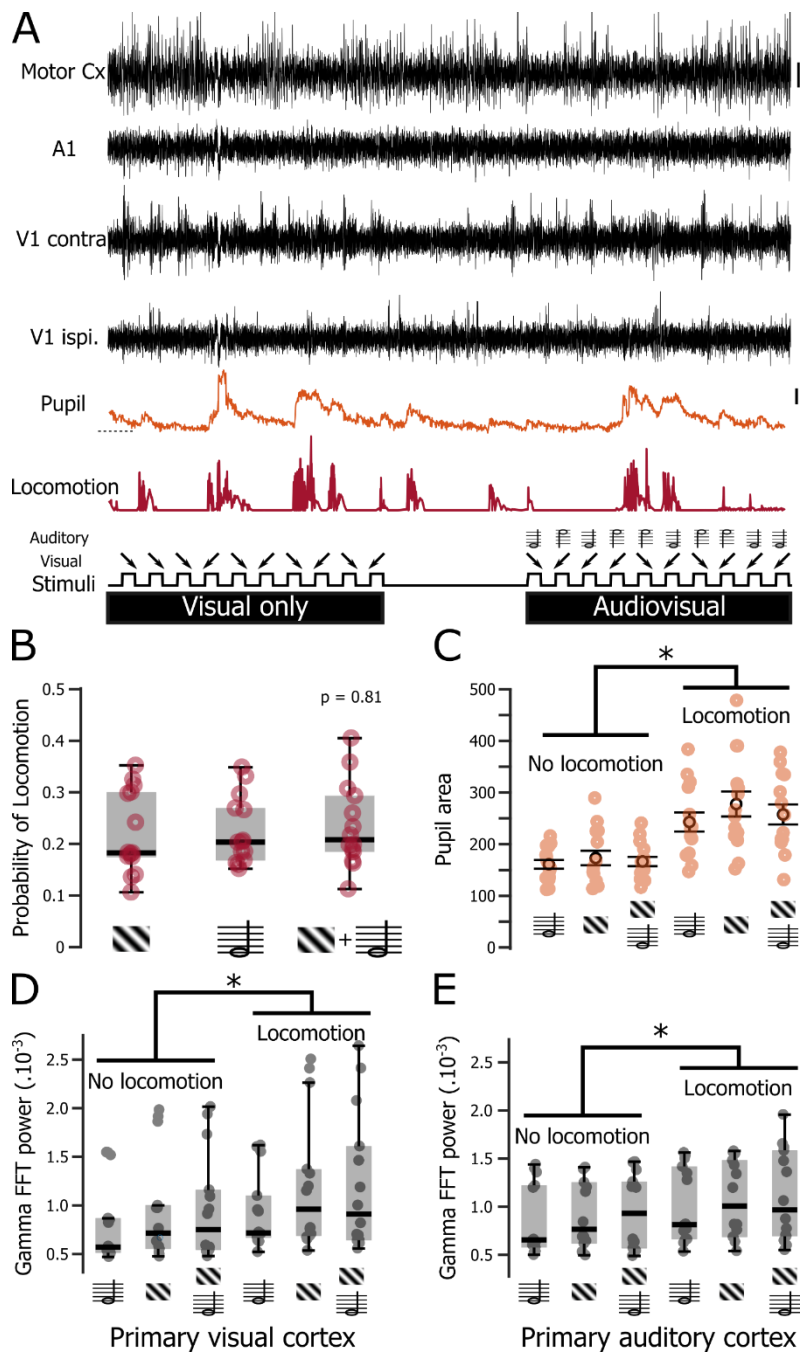 A
Motor Cx
A1
V1 contra
V1 ispi.
Pupil
Locomotion
Auditory
Visual
Stimuli
Visual only
Audiovisual
B
Probability of Locomotion
0.5
0.4
0.3
0.2
0.1
0
p = 0.81
+
C
Pupil area
500
400
300
200
100
0
*
No locomotion
Locomotion
D
Gamma FFT power (.10-3)
2.5
2.0
1.5
1.0
0.5
*
No locomotion
Locomotion
Primary visual cortex
E
Gamma FFT power (.10-3)
2.5
2.0
1.5
1.0
0.5
*
No locomotion
Locomotion
Primary auditory cortex